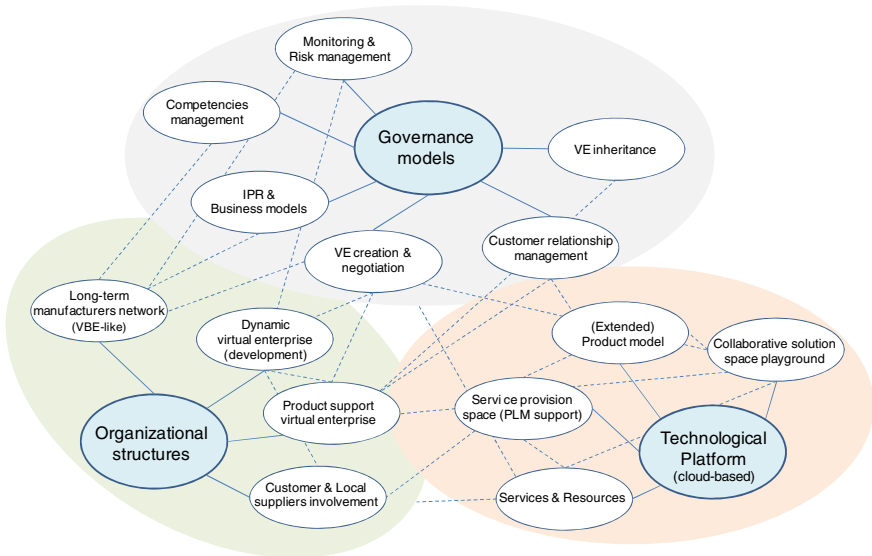 Monitoring &
Risk management
Competencies
management
Governance
models
VE inheritance
IPR &
Business models
VE creation &
negotiation
Customer relationship
management
Long-term
manufacturers network
(VBE-like)
Dynamic
virtual enterprise
(development)
(Extended)
Product model
Collaborative solution
space playground
Product support
virtual enterprise
Service provision
space (PLM support)
Organizational
structures
Technological
Platform
(cloud-based)
Customer & Local
suppliers involvement
Services & Resources